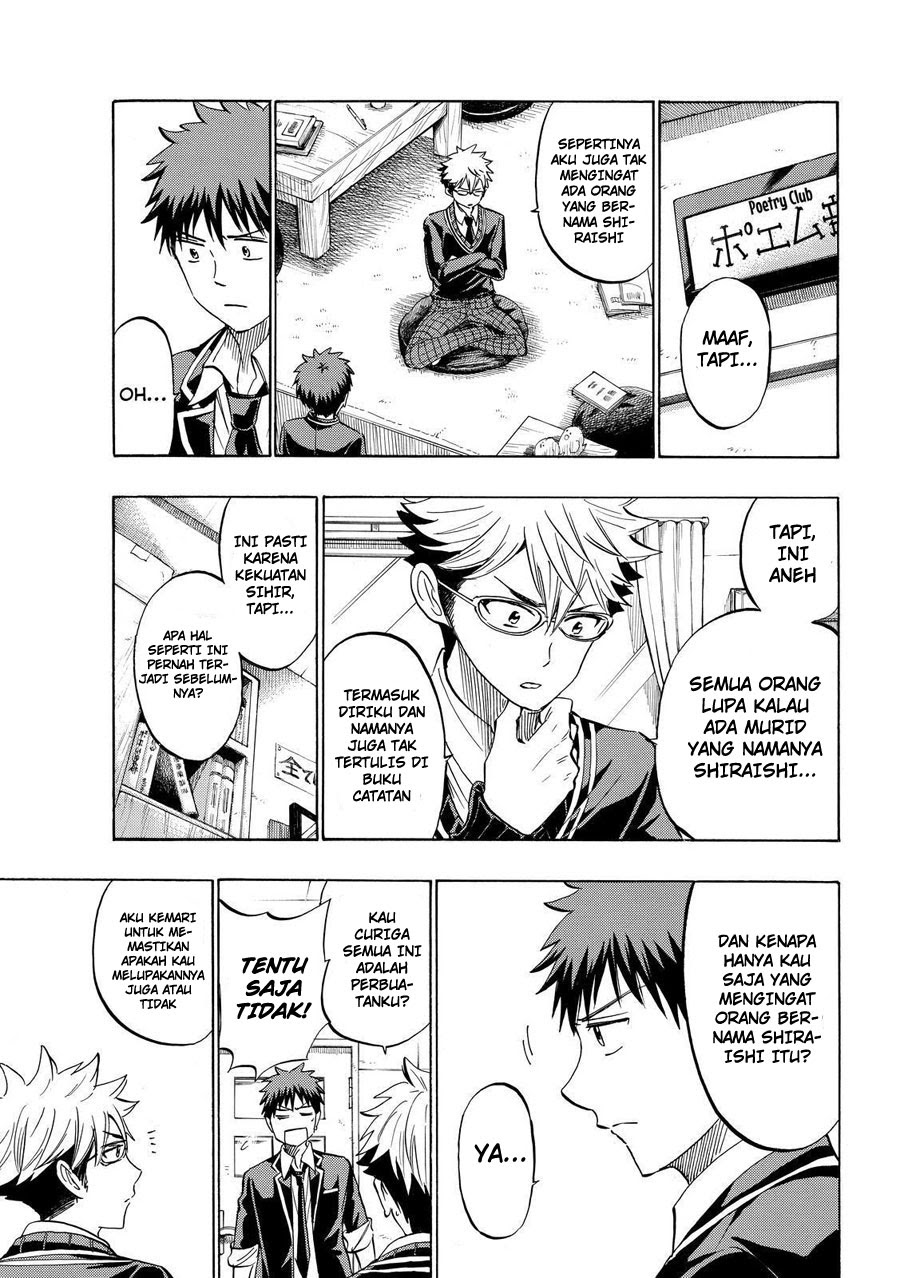 Poetry Club
ポエム部
MAAF,
TAPI...
SEPERTINYA
AKU JUGA TAK
MENGINGAT
ADA ORANG
YANG BER-
NAMA SHI-
RAISHI
OH...
TAPI,
INI
ANEH
SEMUA ORANG
LUPA KALAU
ADA MURID
YANG NAMANYA
SHIRAISHI...
TERMASUK
DIRIKU DAN
NAMANYA
JUGA TAK
TERTULIS DI
BUKU
CATATAN
INI PASTI
KARENA
KEKUATAN
SIHIR,
TAPI...
APA HAL
SEPERTI INI
PERNAH TER-
JADI SEBELUM-
NYA?
DAN KENAPA
HANYA KAU
SAJA YANG
MENGINGAT
ORANG BER-
NAMA SHIRA-
ISHI ITU?
YA...
KAU
CURIGA
SEMUA INI
ADALAH
PERBUA-
TANKU?
TENTU
SAJA
TIDAK!
AKU KEMARI
UNTUK ME-
MASTIKAN
APAKAH KAU
MELUPAKANNYA
JUGA ATAU
TIDAK